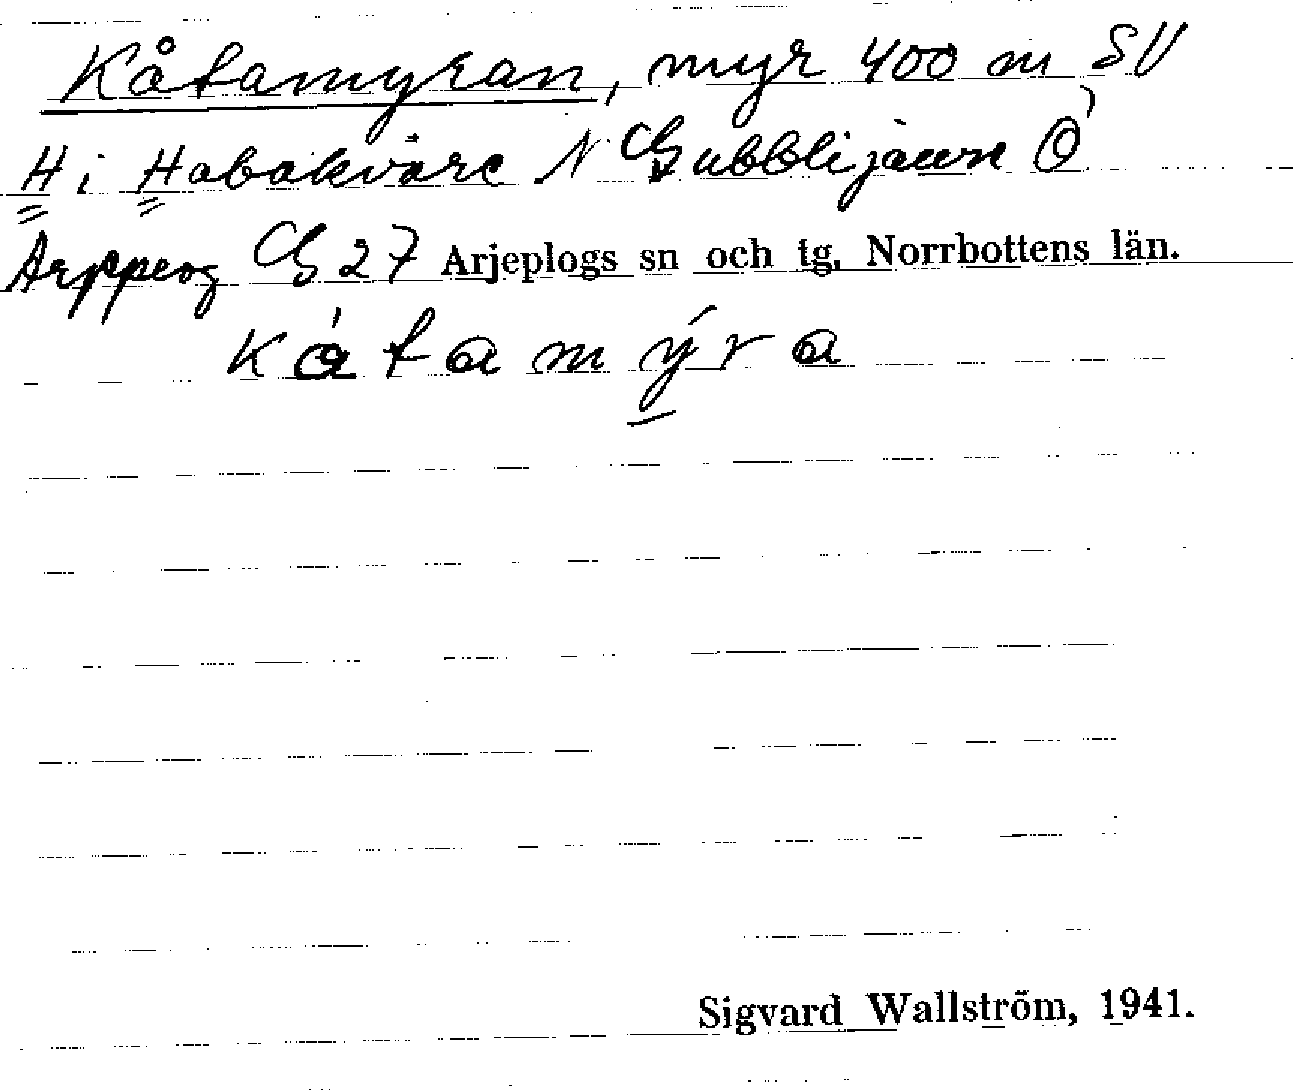 Kåtamyran, myr 400 m SV
H i Habakvare N Gubblijaure Ö
Arppeog G 27 Arjeplogs sn och tg. Norrbottens län.
kátamýra
Sigvard Wallström, 1941.